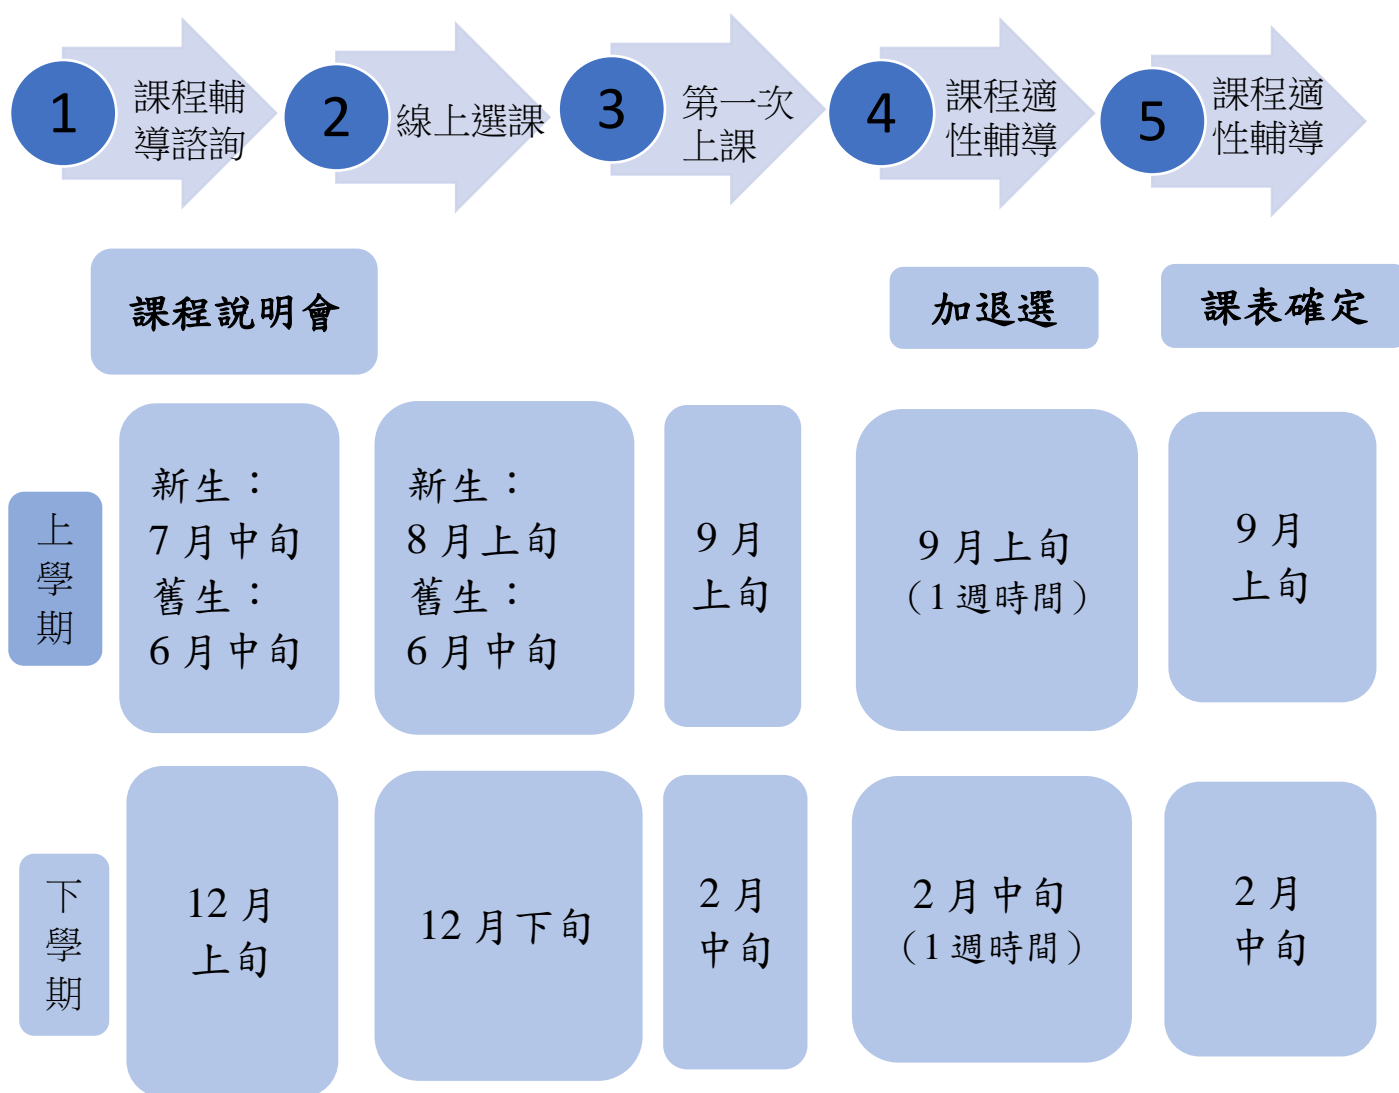 1
課程輔
導諮詢
2
線上選課
3
第一次
上課
4
課程適
性輔導
5
課程適
性輔導
課程說明會
加退選
課表確定
上
學
期
新生：
7 月中旬
舊生：
6 月中旬
新生：
8 月上旬
舊生：
6 月中旬
9 月
上旬
9 月上旬
（1 週時間）
9 月
上旬
下
學
期
12 月
上旬
12 月下旬
2 月
中旬
2 月中旬
（1 週時間）
2 月
中旬